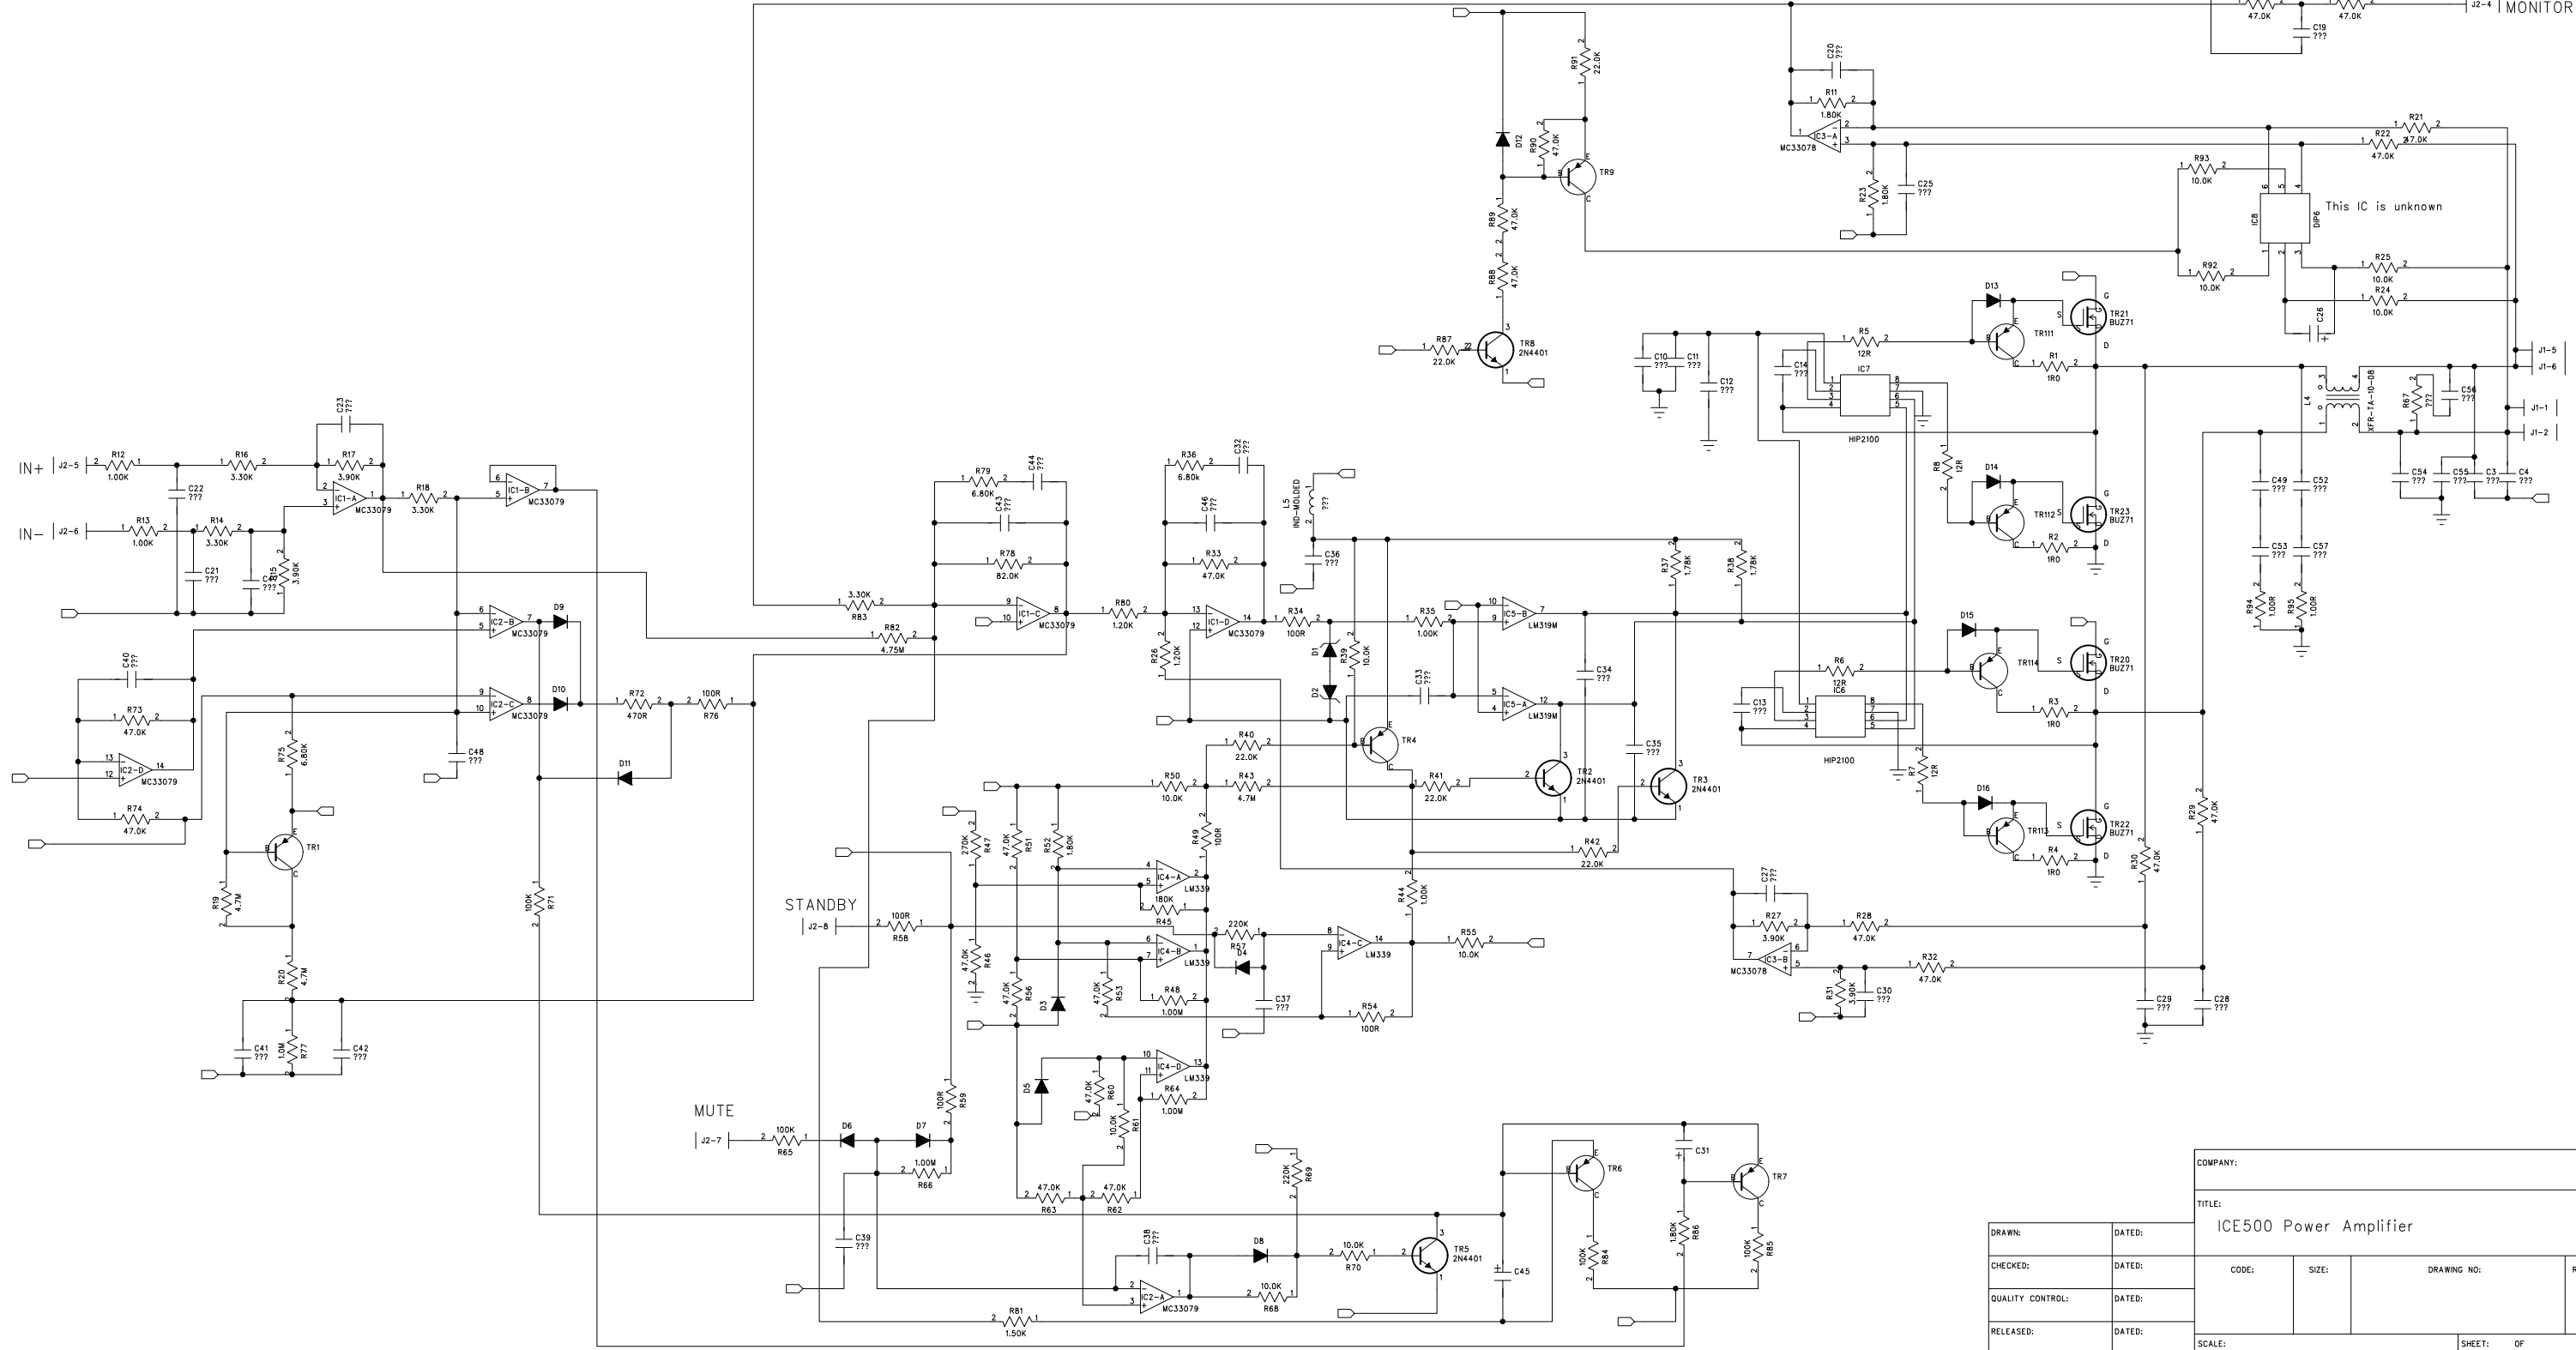 J2-4 MONITOR
47.0K 47.0K
C19 ???
R91 22.0K
C20 ???
R11 1.80K
IC3-A MC33078
R21 47.0K
R22 47.0K
D12
R90 47.0K
TR9
R93 10.0K
R23 1.80K
C25 ???
IC8 DIP6
This IC is unknown
R89 47.0K
R88 47.0K
R92 10.0K
R25 10.0K
R24 10.0K
C26
R87 22.0K
TR8 2N4401
C10 ???
C11 ???
C12 ???
C14 ???
R5 12R
IC7 HIP2100
D13
TR111
R1 1R0
TR21 BUZ71
J1-5
J1-6
J1-1
J1-2
L4 XFR-TA-10-08
R67 ???
C56 ???
C23 ???
IN+ J2-5
R12 1.00K
R16 3.30K
R17 3.90K
IC1-A MC33079
R18 3.30K
IC1-B MC33079
C22 ???
IN- J2-6
R13 1.00K
R14 3.30K
C21 ???
C47 ???
R15 3.90K
R79 6.80K
C44 ???
C43 ???
R78 82.0K
R36 6.80k
C32 ???
C46 ???
R33 47.0K
L5 IND-MOLDED ???
C36 ???
R37 1.78K
R38 1.78K
R8 12R
D14
TR112
R2 1R0
TR23 BUZ71
C49 ???
C52 ???
C54 ???
C55 ???
C3 ???
C4 ???
C53 ???
C57 ???
R94 1.00R
R95 1.00R
3.30K R83
R82 4.75M
IC1-C MC33079
R80 1.20K
R26 1.20K
IC1-D MC33079
R34 100R
R35 1.00K
D1
D2
R39 10.0K
IC5-B LM319M
C33 ???
C34 ???
IC5-A LM319M
C35 ???
IC2-B MC33079
D9
IC2-C MC33079
D10
R72 470R
100R R76
D11
C40 ???
R73 47.0K
IC2-D MC33079
R74 47.0K
R75 6.80K
C48 ???
TR1
R19 4.7M
R20 4.7M
C41 ???
1.0M R77
C42 ???
100K R71
D15
TR114
R6 12R
IC6 HIP2100
C13 ???
R3 1R0
TR20 BUZ71
R7 12R
D16
TR113
R4 1R0
TR22 BUZ71
R29 47.0K
R30 47.0K
TR4
R40 22.0K
R50 10.0K
R43 4.7M
R41 22.0K
TR2 2N4401
TR3 2N4401
270K R47
47.0K R51
R52 1.80K
R49 100R
R42 22.0K
IC4-A LM339
180K R45
R44 1.00K
STANDBY J2-8
100R R58
47.0K R46
IC4-B LM339
220K R57
D4
IC4-C LM339
R55 10.0K
47.0K R56
D3
47.0K R53
R48 1.00M
C37 ???
R54 100R
C27 ???
R27 3.90K
R28 47.0K
IC3-B MC33078
R32 47.0K
R31 3.90K
C30 ???
C29 ???
C28 ???
D5
47.0K R60
10.0K R61
IC4-D LM339
R64 1.00M
100R R59
MUTE J2-7
100K R65
D6
D7
1.00M R66
47.0K R63
47.0K R62
220K R69
C39 ???
C38 ???
D8
IC2-A MC33079
10.0K R68
10.0K R70
TR5 2N4401
R81 1.50K
C45
TR6
C31
TR7
100K R84
1.80K R86
100K R85
COMPANY:
TITLE:
ICE500 Power Amplifier
DRAWN: DATED:
CHECKED: DATED:
QUALITY CONTROL: DATED:
RELEASED: DATED:
CODE: SIZE: DRAWING NO:
SCALE: SHEET: OF